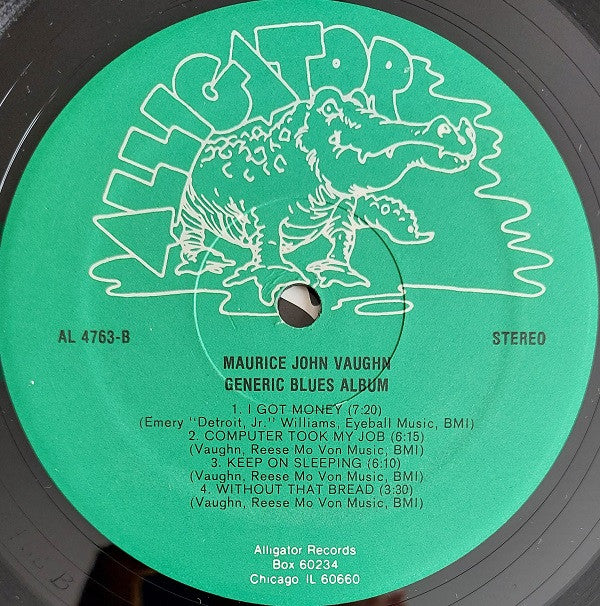 ALLIGATOR
AL 4763-B
STEREO
MAURICE JOHN VAUGHN
GENERIC BLUES ALBUM
1. I GOT MONEY (7:20)
(Emery "Detroit, Jr." Williams, Eyeball Music, BMI)
2. COMPUTER TOOK MY JOB (6:15)
(Vaughn, Reese Mo Von Music, BMI)
3. KEEP ON SLEEPING (6:10)
(Vaughn, Reese Mo Von Music, BMI)
4. WITHOUT THAT BREAD (3:30)
(Vaughn, Reese Mo Von Music, BMI)
Alligator Records
Box 60234
Chicago IL 60660